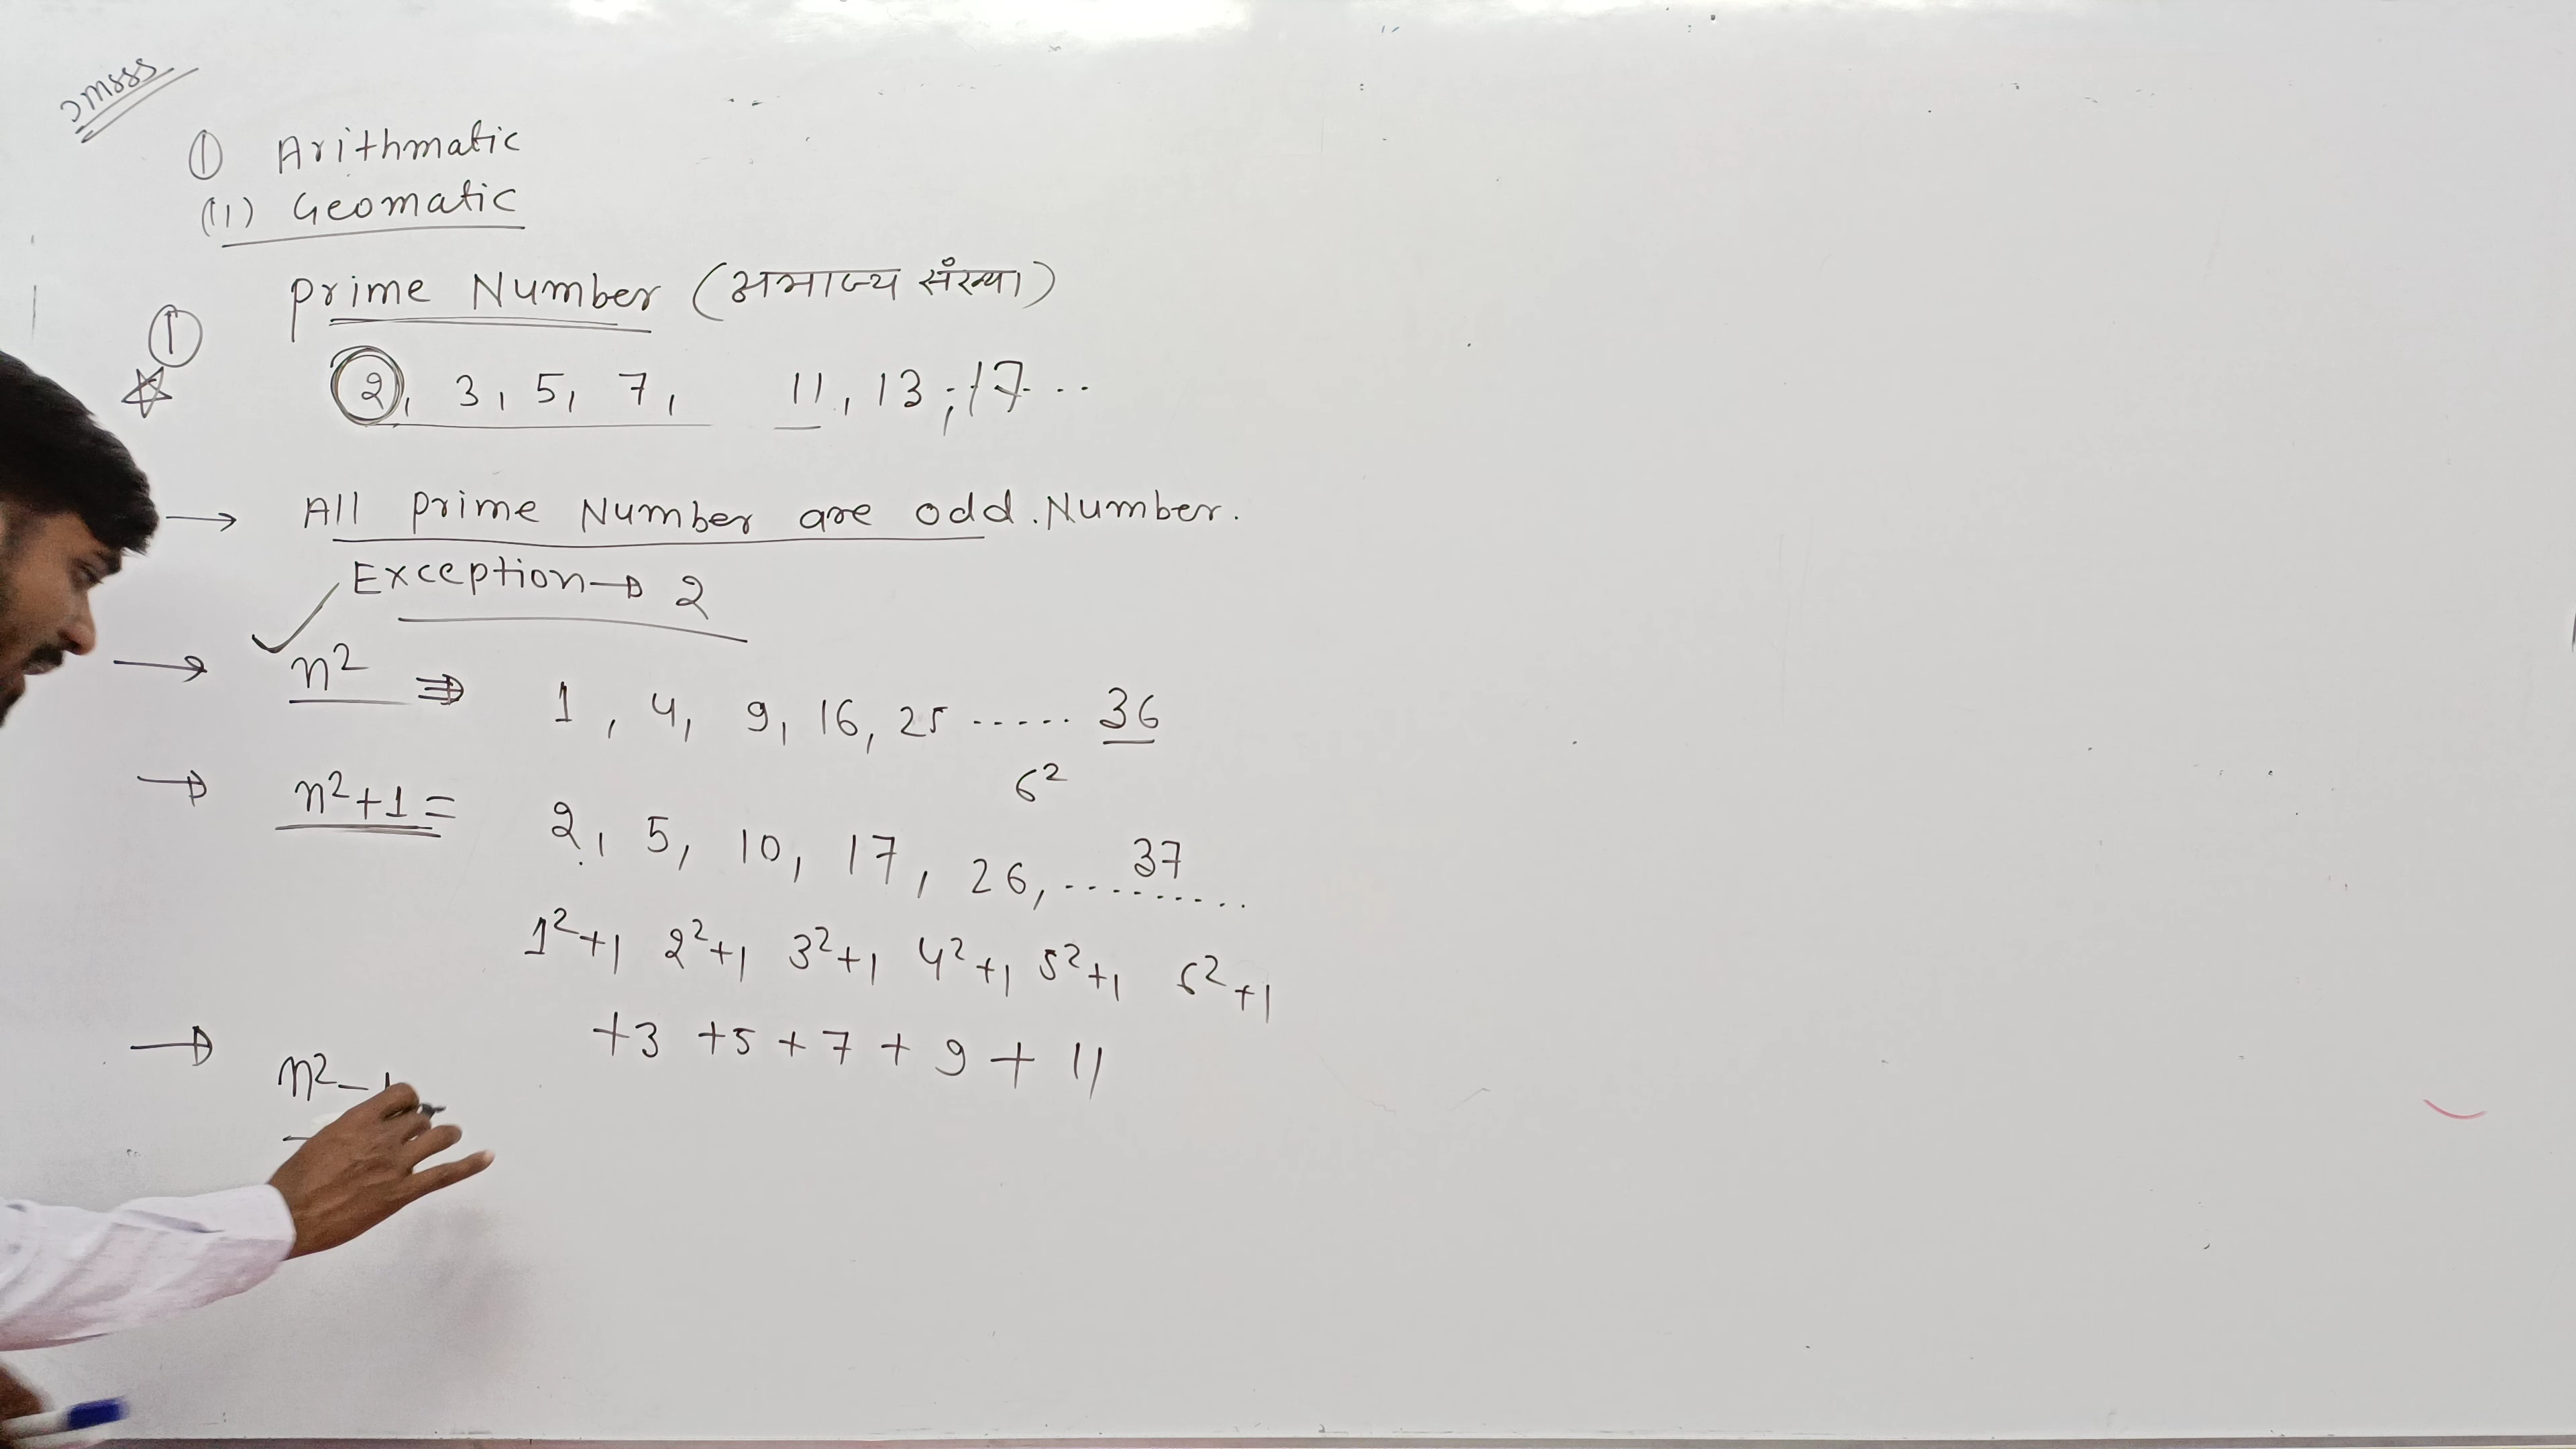 ① Arithmatic
(11) Geomatic
Prime Number (अभाज्य संख्या)
①
2, 3, 5, 7, 11, 13, 17...
→ All prime Number are odd. Number.
Exception → 2
→ n² ⇒ 1, 4, 9, 16, 25 ..... 36
6²
→ n²+1 = 2, 5, 10, 17, 26, ..... 37 .....
1²+1 2²+1 3²+1 4²+1 5²+1 6²+1
+3 +5 +7 + 9 + 11
→ n²-1